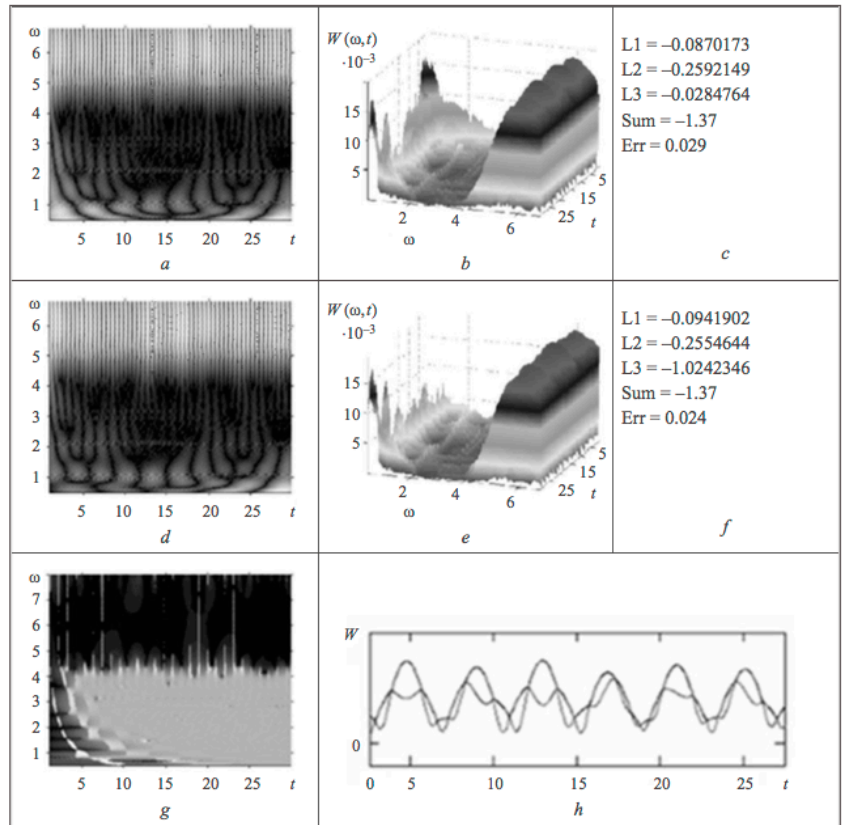 ω
6
5
4
3
2
1
5 10 15 20 25 t
a
W(ω,t)
·10⁻³
15
10
5
2 4 6
ω
5
15
25 t
b
L1 = –0.0870173
L2 = –0.2592149
L3 = –0.0284764
Sum = –1.37
Err = 0.029
c
ω
6
5
4
3
2
1
5 10 15 20 25 t
d
W(ω,t)
·10⁻³
15
10
5
2 4 6
ω
5
15
25 t
e
L1 = –0.0941902
L2 = –0.2554644
L3 = –1.0242346
Sum = –1.37
Err = 0.024
f
ω
7
6
5
4
3
2
1
5 10 15 20 25 t
g
W
0
0 5 10 15 20 25 t
h